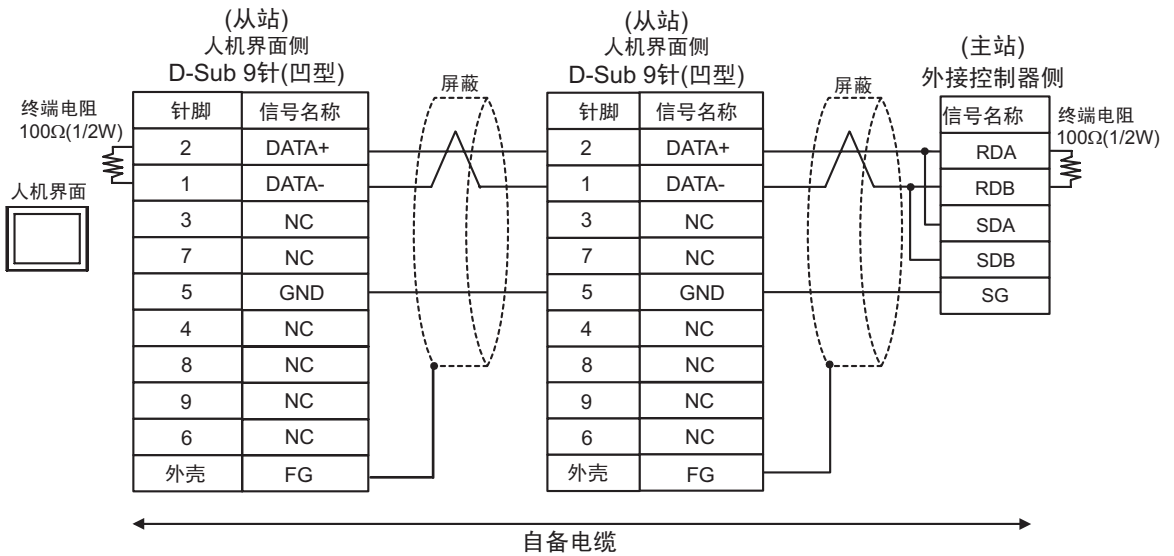 (从站)
人机界面侧
D-Sub 9针(凹型)
(从站)
人机界面侧
D-Sub 9针(凹型)
(主站)
外接控制器侧
屏蔽
屏蔽
终端电阻
100Ω(1/2W)
人机界面
针脚 信号名称
2 DATA+
1 DATA-
3 NC
7 NC
5 GND
4 NC
8 NC
9 NC
6 NC
外壳 FG
针脚 信号名称
2 DATA+
1 DATA-
3 NC
7 NC
5 GND
4 NC
8 NC
9 NC
6 NC
外壳 FG
信号名称
RDA
RDB
SDA
SDB
SG
终端电阻
100Ω(1/2W)
自备电缆